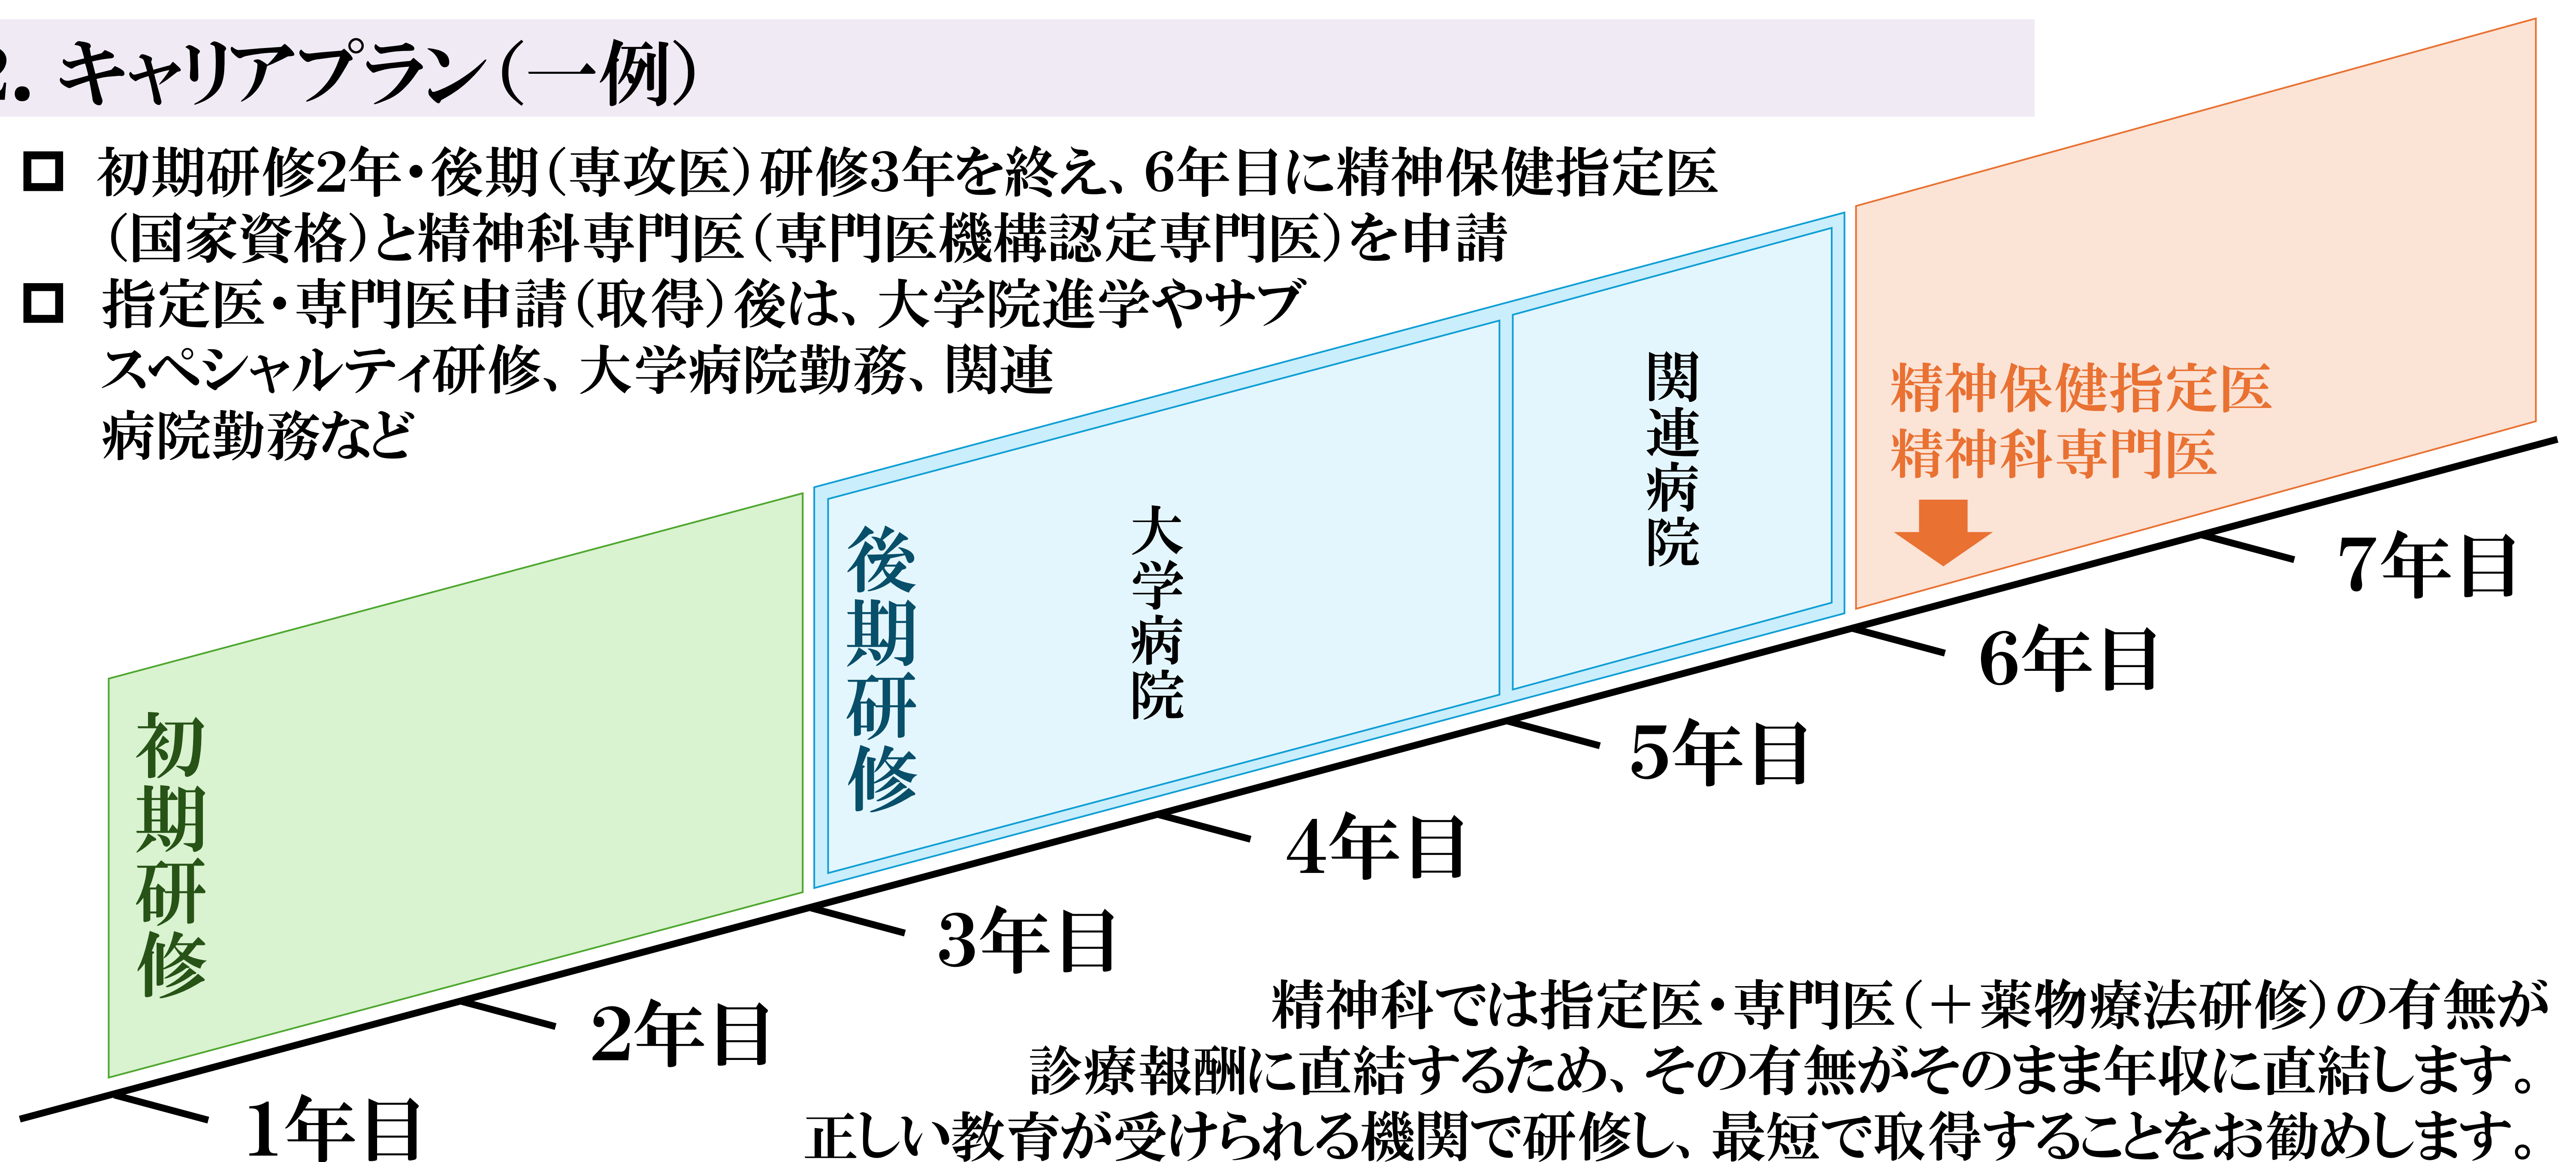 2. キャリアプラン（一例）
初期研修2年・後期（専攻医）研修3年を終え、6年目に精神保健指定医
（国家資格）と精神科専門医（専門医機構認定専門医）を申請
指定医・専門医申請（取得）後は、大学院進学やサブ
スペシャルティ研修、大学病院勤務、関連
病院勤務など
初期研修
後期研修
大学病院
関連病院
精神保健指定医
精神科専門医
1年目
2年目
3年目
4年目
5年目
6年目
7年目
精神科では指定医・専門医（＋薬物療法研修）の有無が
診療報酬に直結するため、その有無がそのまま年収に直結します。
正しい教育が受けられる機関で研修し、最短で取得することをお勧めします。